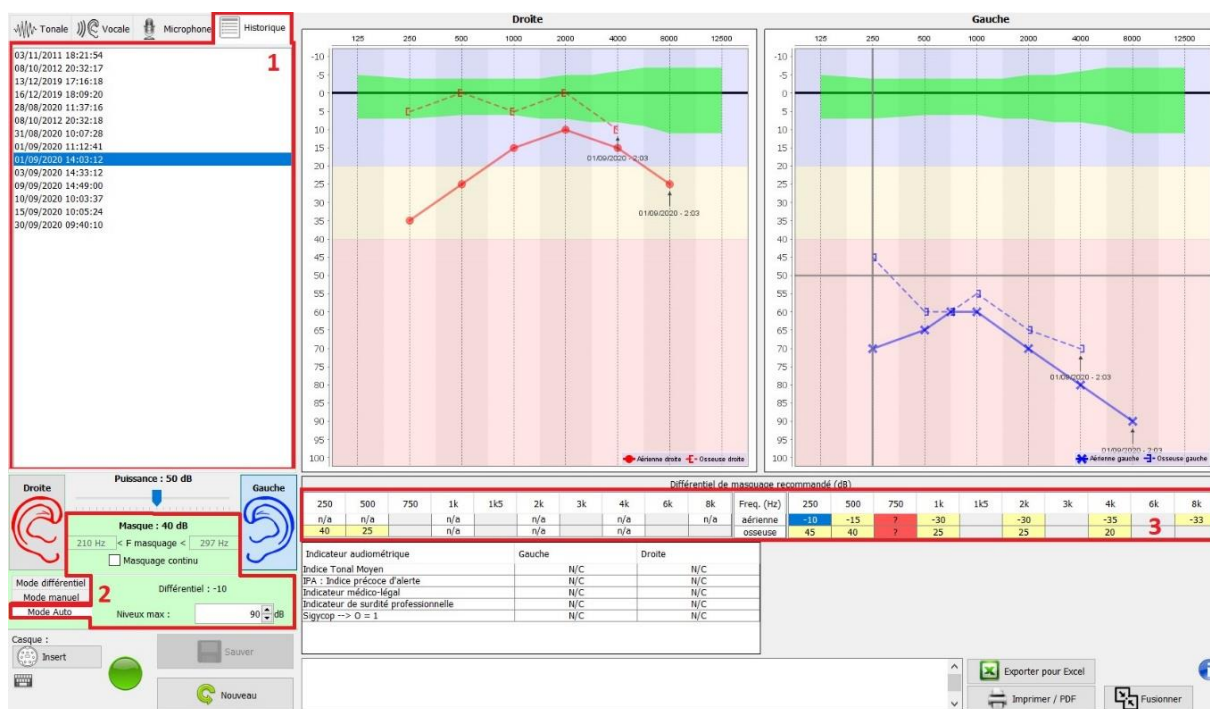 Tonale Vocale Microphone Historique
1
03/11/2011 18:21:54
08/10/2012 20:32:17
13/12/2019 17:16:18
16/12/2019 18:09:20
28/08/2020 11:37:16
08/10/2012 20:32:18
31/08/2020 10:07:28
01/09/2020 11:12:41
01/09/2020 14:03:12
03/09/2020 14:33:12
09/09/2020 14:49:00
10/09/2020 10:03:37
15/09/2020 10:05:24
30/09/2020 09:40:10
Droite
125 250 500 1000 2000 4000 8000 12500
-10
-5
0
5
10
15
20
25
30
35
40
45
50
55
60
65
70
75
80
85
90
95
100
01/09/2020 - 2:03
01/09/2020 - 2:03
Aérienne droite Osseuse droite
Gauche
125 250 500 1000 2000 4000 8000 12500
-10
-5
0
5
10
15
20
25
30
35
40
45
50
55
60
65
70
75
80
85
90
95
100
01/09/2020 - 2:03
01/09/2020 - 2:03
Aérienne gauche Osseuse gauche
Droite
Puissance : 50 dB
Gauche
Masque : 40 dB
210 Hz < F masquage < 297 Hz
Masquage continu
Mode différentiel
Mode manuel
Mode Auto
2
Différentiel : -10
Niveux max : 90 dB
Casque :
Insert
Sauver
Nouveau
Différentiel de masquage recommandé (dB)
250 500 750 1k 1k5 2k 3k 4k 6k 8k Freq. (Hz) 250 500 750 1k 1k5 2k 3k 4k 6k 8k
n/a n/a n/a n/a n/a n/a aérienne -10 -15 ? -30 -30 -35 -33
40 25 n/a n/a n/a osseuse 45 40 ? 25 25 20
3
Indicateur audiométrique Gauche Droite
Indice Tonal Moyen N/C N/C
IPA : Indice précoce d'alerte N/C N/C
Indicateur médico-légal N/C N/C
Indicateur de surdité professionnelle N/C N/C
Sigycop --> O = 1 N/C N/C
Exporter pour Excel
Imprimer / PDF
Fusionner